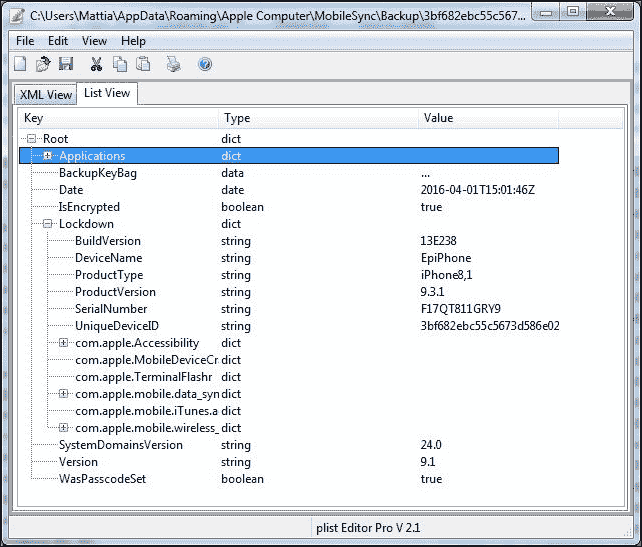 C:\Users\Mattia\AppData\Roaming\Apple Computer\MobileSync\Backup\3bf682ebc55c567...
File Edit View Help
XML View List View
Key Type Value
Root dict
Applications dict
BackupKeyBag data ...
Date date 2016-04-01T15:01:46Z
IsEncrypted boolean true
Lockdown dict
BuildVersion string 13E238
DeviceName string EpiPhone
ProductType string iPhone8,1
ProductVersion string 9.3.1
SerialNumber string F17QT811GRY9
UniqueDeviceID string 3bf682ebc55c5673d586e02
com.apple.Accessibility dict
com.apple.MobileDeviceCr dict
com.apple.TerminalFlashr dict
com.apple.mobile.data_syn dict
com.apple.mobile.iTunes.a dict
com.apple.mobile.wireless_ dict
SystemDomainsVersion string 24.0
Version string 9.1
WasPasscodeSet boolean true
plist Editor Pro V 2.1